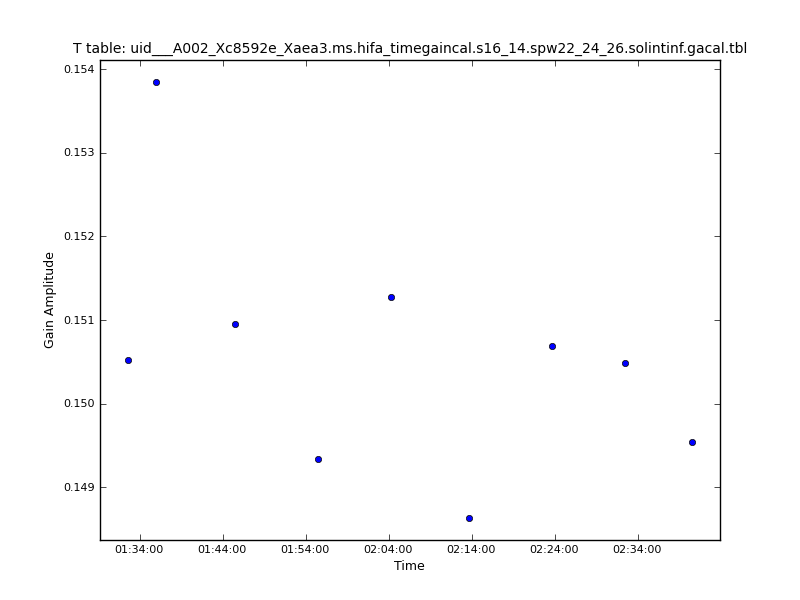 T table: uid___A002_Xc8592e_Xaea3.ms.hifa_timegaincal.s16_14.spw22_24_26.solintinf.gacal.tbl
0.154
0.153
0.152
0.151
0.150
0.149
Gain Amplitude
01:34:00 01:44:00 01:54:00 02:04:00 02:14:00 02:24:00 02:34:00
Time